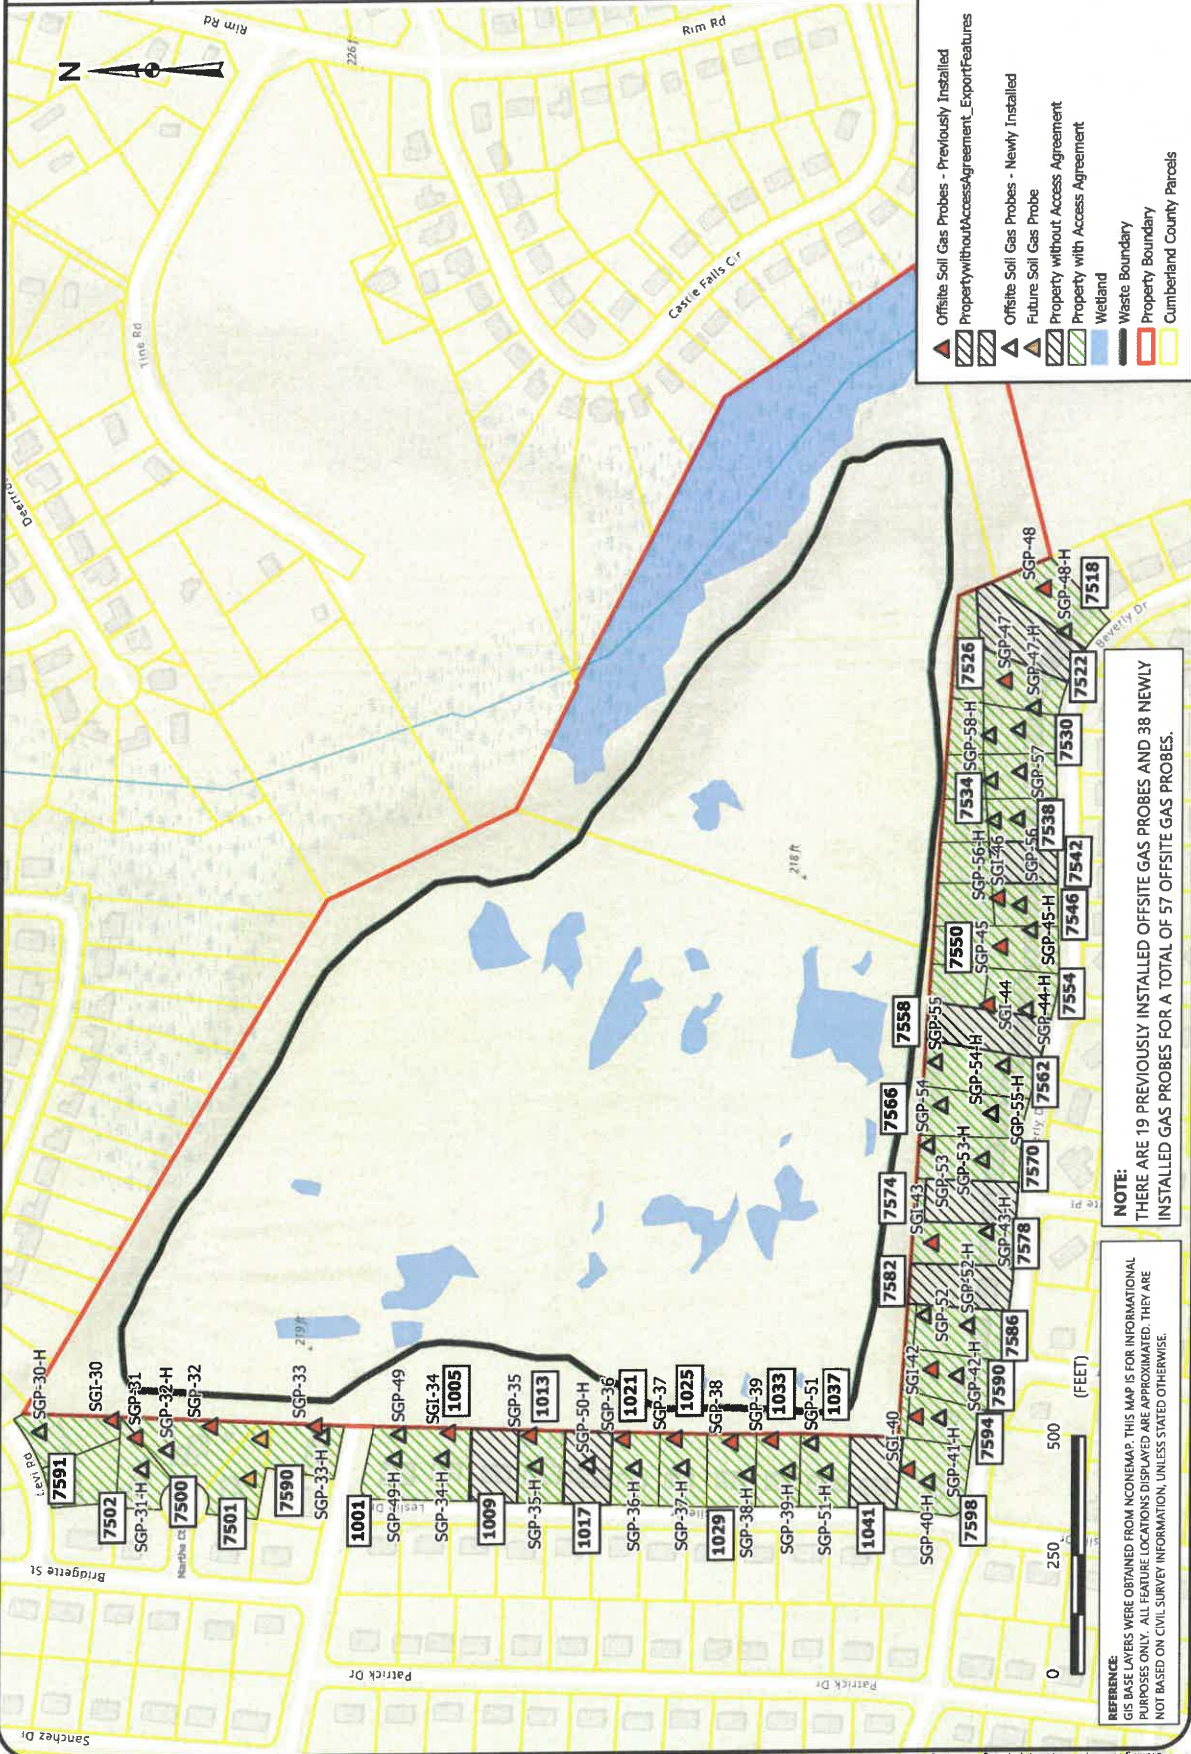 N
Rim Rd
226 ft
Rim Rd
Tine Rd
Castle Falls Cir
Levi Rd
Bridgette St
Sanchez Dr
Patrick Dr
Patrick Dr
Beverly Dr
219 ft
218 ft
SGP-30-H
7591
SGI-30
7502
SGP-31
SGP-31-H
SGP-32-H
7500
SGP-32
7501
7590
SGP-33
SGP-33-H
1001
SGP-49
SGP-49-H
SGI-34
SGP-34-H
1005
1009
SGP-35
SGP-35-H
1013
SGP-50-H
1017
SGP-36
SGP-36-H
1021
SGP-37
SGP-37-H
1025
SGP-38
1029
SGP-38-H
SGP-39
SGP-39-H
1033
SGP-51
SGP-51-H
1037
1041
SGI-40
SGP-40-H
7598
SGP-41-H
7594
SGI-42
SGP-42-H
7590
SGP-52
SGP-52-H
7586
7582
SGI-43
SGP-43-H
7578
7574
SGP-53
SGP-53-H
7570
SGP-54
7566
SGP-54-H
SGP-55-H
7562
SGP-55
7558
SGI-44
SGP-44-H
7554
7550
SGP-45
SGP-45-H
7546
SGP-56-H
SGI-46
7542
SGP-56
7538
7534
SGP-57
SGP-58-H
7530
7526
SGP-47
SGP-47-H
7522
SGP-48
SGP-48-H
7518
Offsite Soil Gas Probes - Previously Installed
PropertywithoutAccessAgreement_ExportFeatures
Offsite Soil Gas Probes - Newly Installed
Future Soil Gas Probe
Property without Access Agreement
Property with Access Agreement
Wetland
Waste Boundary
Property Boundary
Cumberland County Parcels
0 250 500
(FEET)
REFERENCE:
GIS BASE LAYERS WERE OBTAINED FROM NCONEMAP. THIS MAP IS FOR INFORMATIONAL
PURPOSES ONLY. ALL FEATURE LOCATIONS DISPLAYED ARE APPROXIMATED. THEY ARE
NOT BASED ON CIVIL SURVEY INFORMATION, UNLESS STATED OTHERWISE.
NOTE:
THERE ARE 19 PREVIOUSLY INSTALLED OFFSITE GAS PROBES AND 38 NEWLY
INSTALLED GAS PROBES FOR A TOTAL OF 57 OFFSITE GAS PROBES.